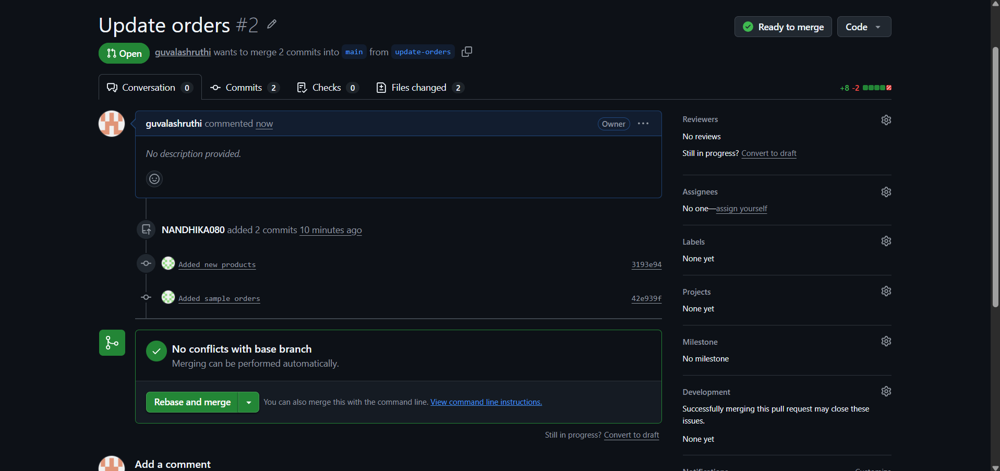 Update orders #2
Ready to merge
Code
Open
guvalashruthi wants to merge 2 commits into main from update-orders
Conversation 0
Commits 2
Checks 0
Files changed 2
+8 -2
guvalashruthi commented now
Owner
No description provided.
NANDHIKA080 added 2 commits 10 minutes ago
Added new products
3193e94
Added sample orders
42e939f
No conflicts with base branch
Merging can be performed automatically.
Rebase and merge
You can also merge this with the command line. View command line instructions.
Still in progress? Convert to draft
Add a comment
Reviewers
No reviews
Still in progress? Convert to draft
Assignees
No one—assign yourself
Labels
None yet
Projects
None yet
Milestone
No milestone
Development
Successfully merging this pull request may close these
issues.
None yet
Notifications
Customize